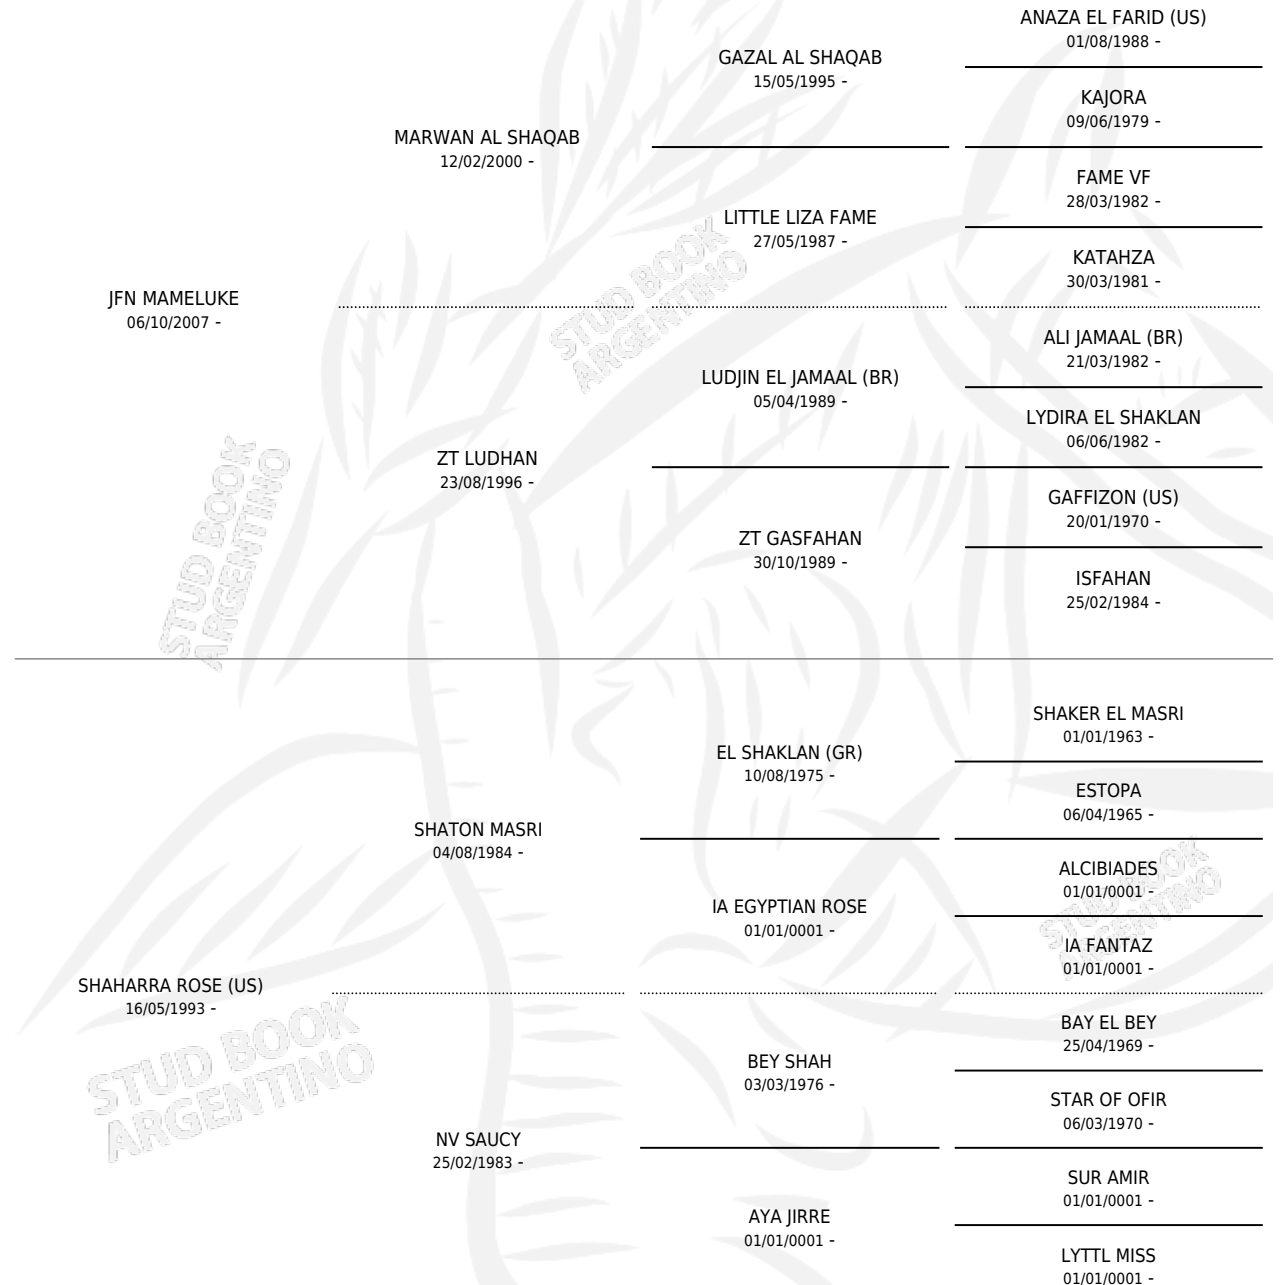 ANAZA EL FARID (US)
01/08/1988 -
GAZAL AL SHAQAB
15/05/1995 -
KAJORA
09/06/1979 -
MARWAN AL SHAQAB
12/02/2000 -
FAME VF
28/03/1982 -
LITTLE LIZA FAME
27/05/1987 -
KATAHZA
30/03/1981 -
JFN MAMELUKE
06/10/2007 -
ALI JAMAAL (BR)
21/03/1982 -
LUDJIN EL JAMAAL (BR)
05/04/1989 -
LYDIRA EL SHAKLAN
06/06/1982 -
ZT LUDHAN
23/08/1996 -
GAFFIZON (US)
20/01/1970 -
ZT GASFAHAN
30/10/1989 -
ISFAHAN
25/02/1984 -
SHAKER EL MASRI
01/01/1963 -
EL SHAKLAN (GR)
10/08/1975 -
ESTOPA
06/04/1965 -
SHATON MASRI
04/08/1984 -
ALCIBIADES
01/01/0001 -
IA EGYPTIAN ROSE
01/01/0001 -
IA FANTAZ
01/01/0001 -
SHAHARRA ROSE (US)
16/05/1993 -
BAY EL BEY
25/04/1969 -
BEY SHAH
03/03/1976 -
STAR OF OFIR
06/03/1970 -
NV SAUCY
25/02/1983 -
SUR AMIR
01/01/0001 -
AYA JIRRE
01/01/0001 -
LYTTL MISS
01/01/0001 -
STUD BOOK
ARGENTINO
STUD BOOK
ARGENTINO
STUD BOOK
ARGENTINO
STUD BOOK
ARGENTINO